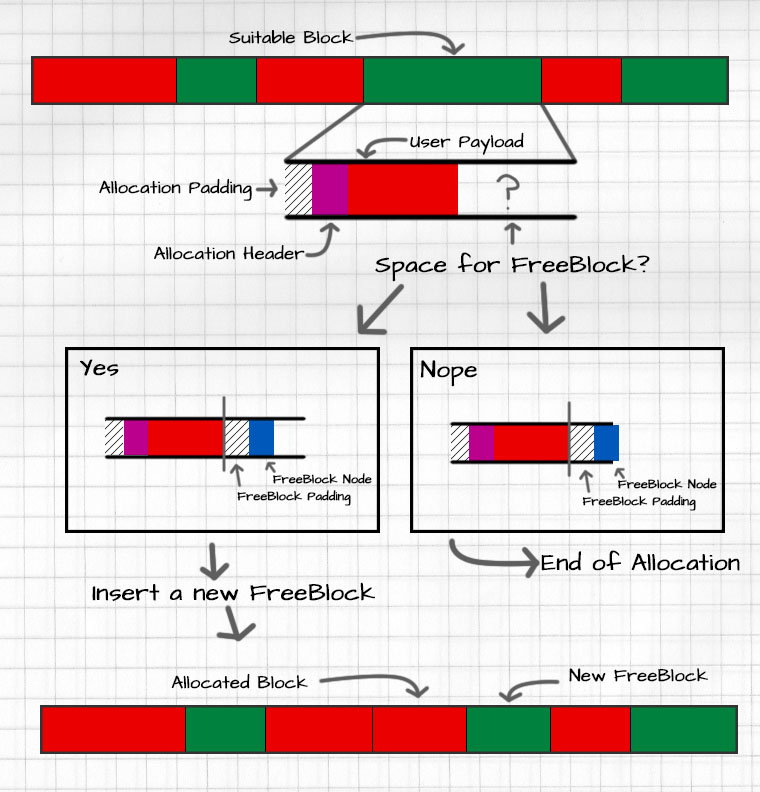 Suitable Block
User Payload
Allocation Padding
?
Allocation Header
Space for FreeBlock?
Yes
FreeBlock Node
FreeBlock Padding
Nope
FreeBlock Node
FreeBlock Padding
End of Allocation
Insert a new FreeBlock
Allocated Block
New FreeBlock